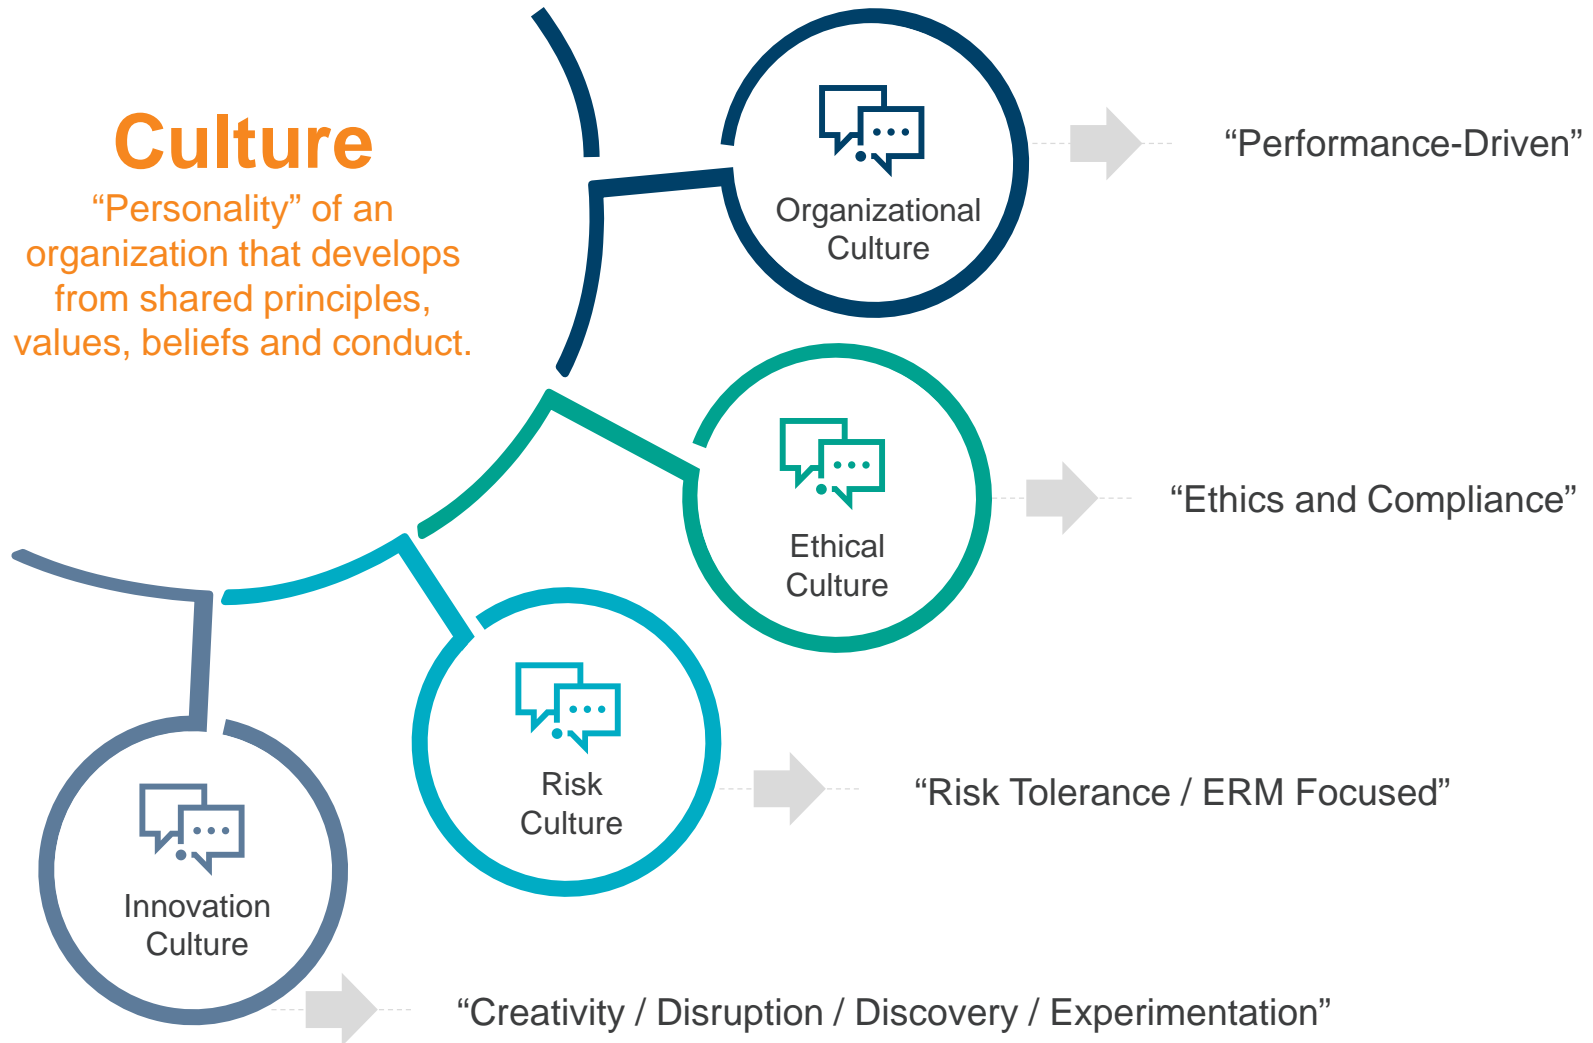 Culture
“Personality” of an
organization that develops
from shared principles,
values, beliefs and conduct.
Organizational
Culture
“Performance-Driven”
Ethical
Culture
“Ethics and Compliance”
Risk
Culture
“Risk Tolerance / ERM Focused”
Innovation
Culture
“Creativity / Disruption / Discovery / Experimentation”